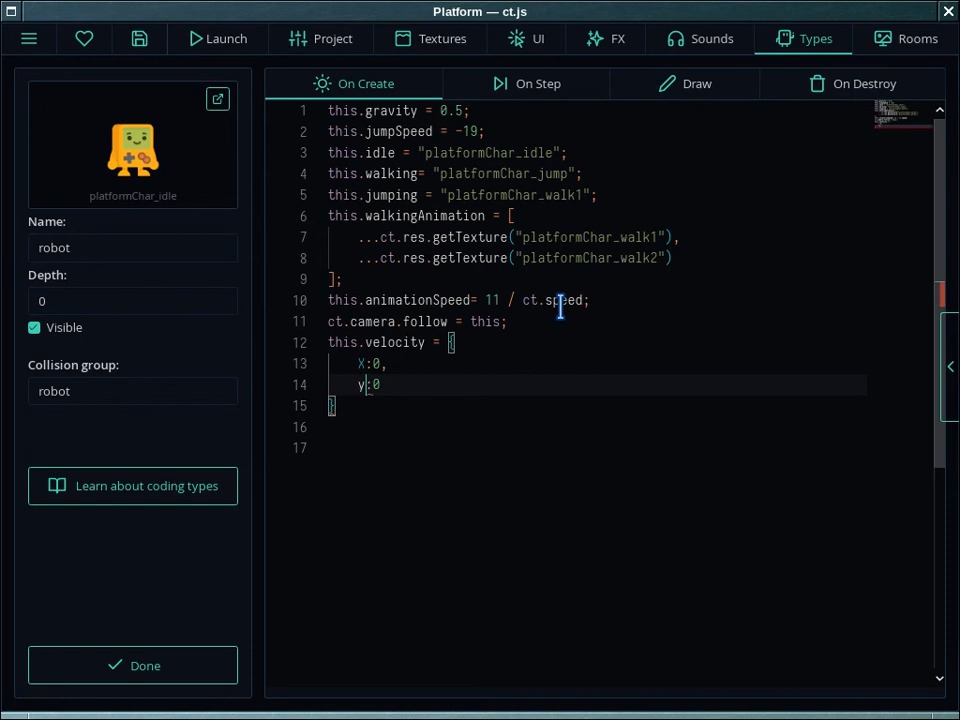 Platform — ct.js
Launch
Project
Textures
UI
FX
Sounds
Types
Rooms
platformChar_idle
Name:
robot
Depth:
0
Visible
Collision group:
robot
Learn about coding types
Done
On Create
On Step
Draw
On Destroy
1 this.gravity = 0.5;
2 this.jumpSpeed = -19;
3 this.idle = "platformChar_idle";
4 this.walking= "platformChar_jump";
5 this.jumping = "platformChar_walk1";
6 this.walkingAnimation = [
7 ...ct.res.getTexture("platformChar_walk1"),
8 ...ct.res.getTexture("platformChar_walk2")
9 ];
10 this.animationSpeed= 11 / ct.speed;
11 ct.camera.follow = this;
12 this.velocity = {
13 X:0,
14 y:0
15 }
16
17